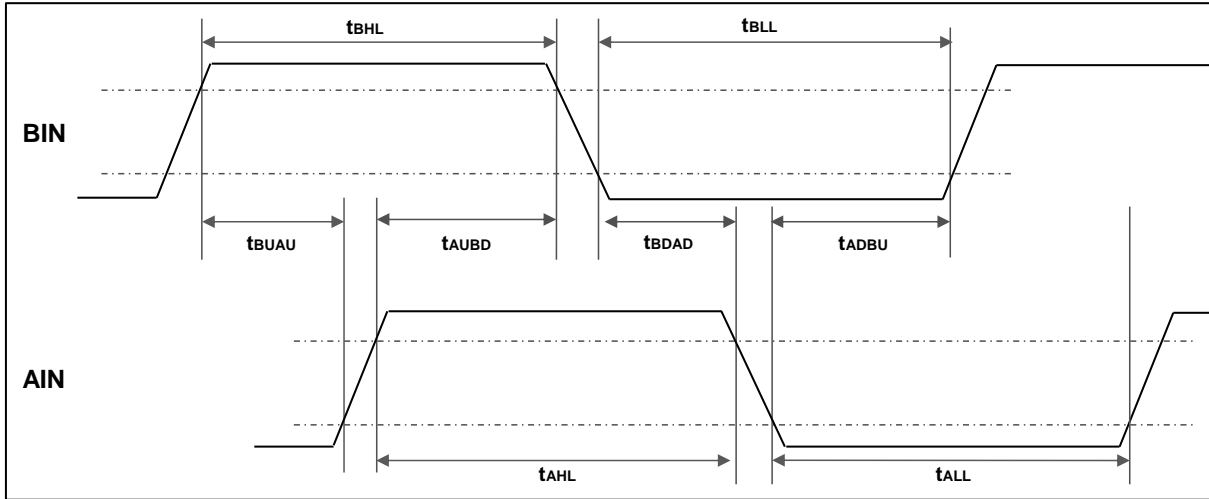 tBHL tBLL
BIN
tBUAU tAUBD tBDAD tADBU
AIN
tAHL tALL